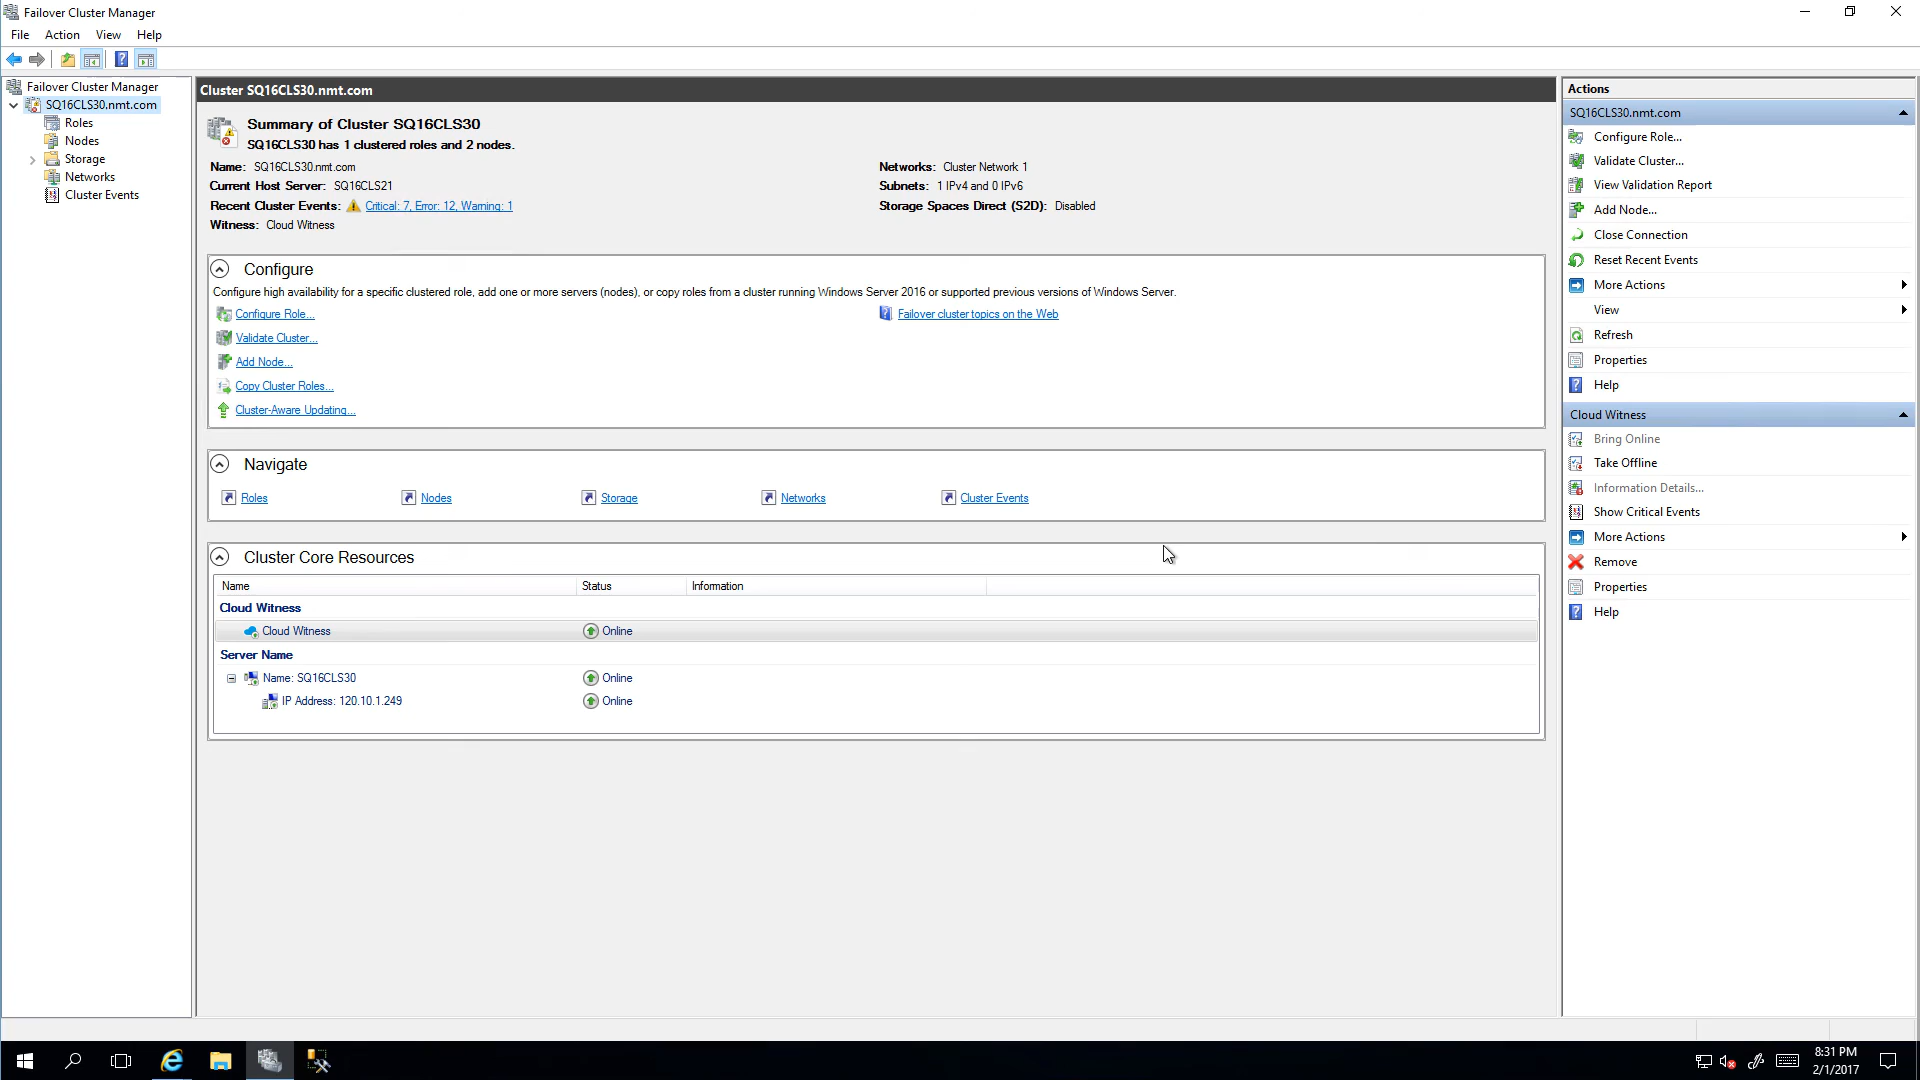 Failover Cluster Manager
File Action View Help
Failover Cluster Manager
SQ16CLS30.nmt.com
Roles
Nodes
Storage
Networks
Cluster Events
Cluster SQ16CLS30.nmt.com
Summary of Cluster SQ16CLS30
SQ16CLS30 has 1 clustered roles and 2 nodes.
Name: SQ16CLS30.nmt.com
Networks: Cluster Network 1
Current Host Server: SQ16CLS21
Subnets: 1 IPv4 and 0 IPv6
Recent Cluster Events: Critical: 7, Error: 12, Warning: 1
Storage Spaces Direct (S2D): Disabled
Witness: Cloud Witness
Configure
Configure high availability for a specific clustered role, add one or more servers (nodes), or copy roles from a cluster running Windows Server 2016 or supported previous versions of Windows Server.
Configure Role...
Failover cluster topics on the Web
Validate Cluster...
Add Node...
Copy Cluster Roles...
Cluster-Aware Updating...
Navigate
Roles Nodes Storage Networks Cluster Events
Cluster Core Resources
Name Status Information
Cloud Witness
Cloud Witness Online
Server Name
Name: SQ16CLS30 Online
IP Address: 120.10.1.249 Online
Actions
SQ16CLS30.nmt.com
Configure Role...
Validate Cluster...
View Validation Report
Add Node...
Close Connection
Reset Recent Events
More Actions
View
Refresh
Properties
Help
Cloud Witness
Bring Online
Take Offline
Information Details...
Show Critical Events
More Actions
Remove
Properties
Help
8:31 PM
2/1/2017